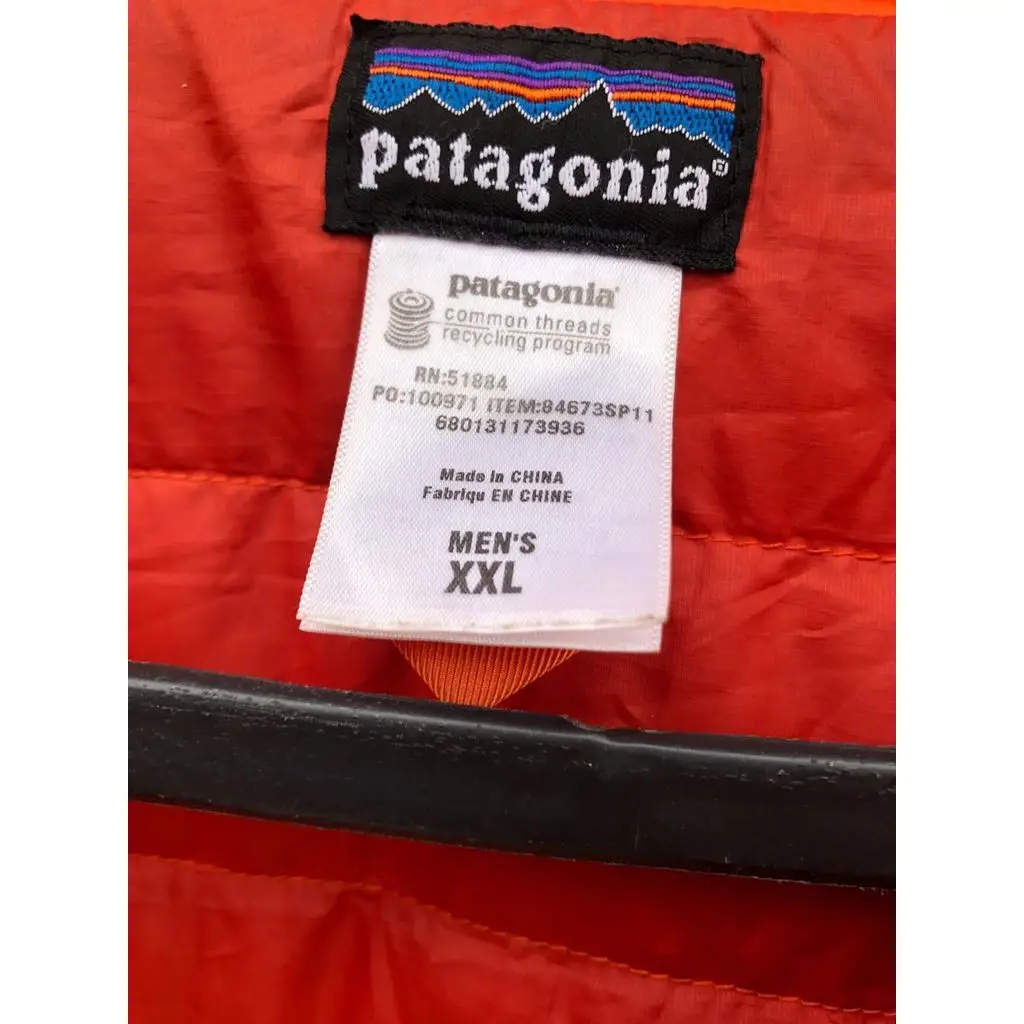 patagonia®
patagonia®
common threads
recycling program
RN:51884
PO:100971 ITEM:84673SP11
680131173936
Made in CHINA
Fabriqu EN CHINE
MEN'S
XXL